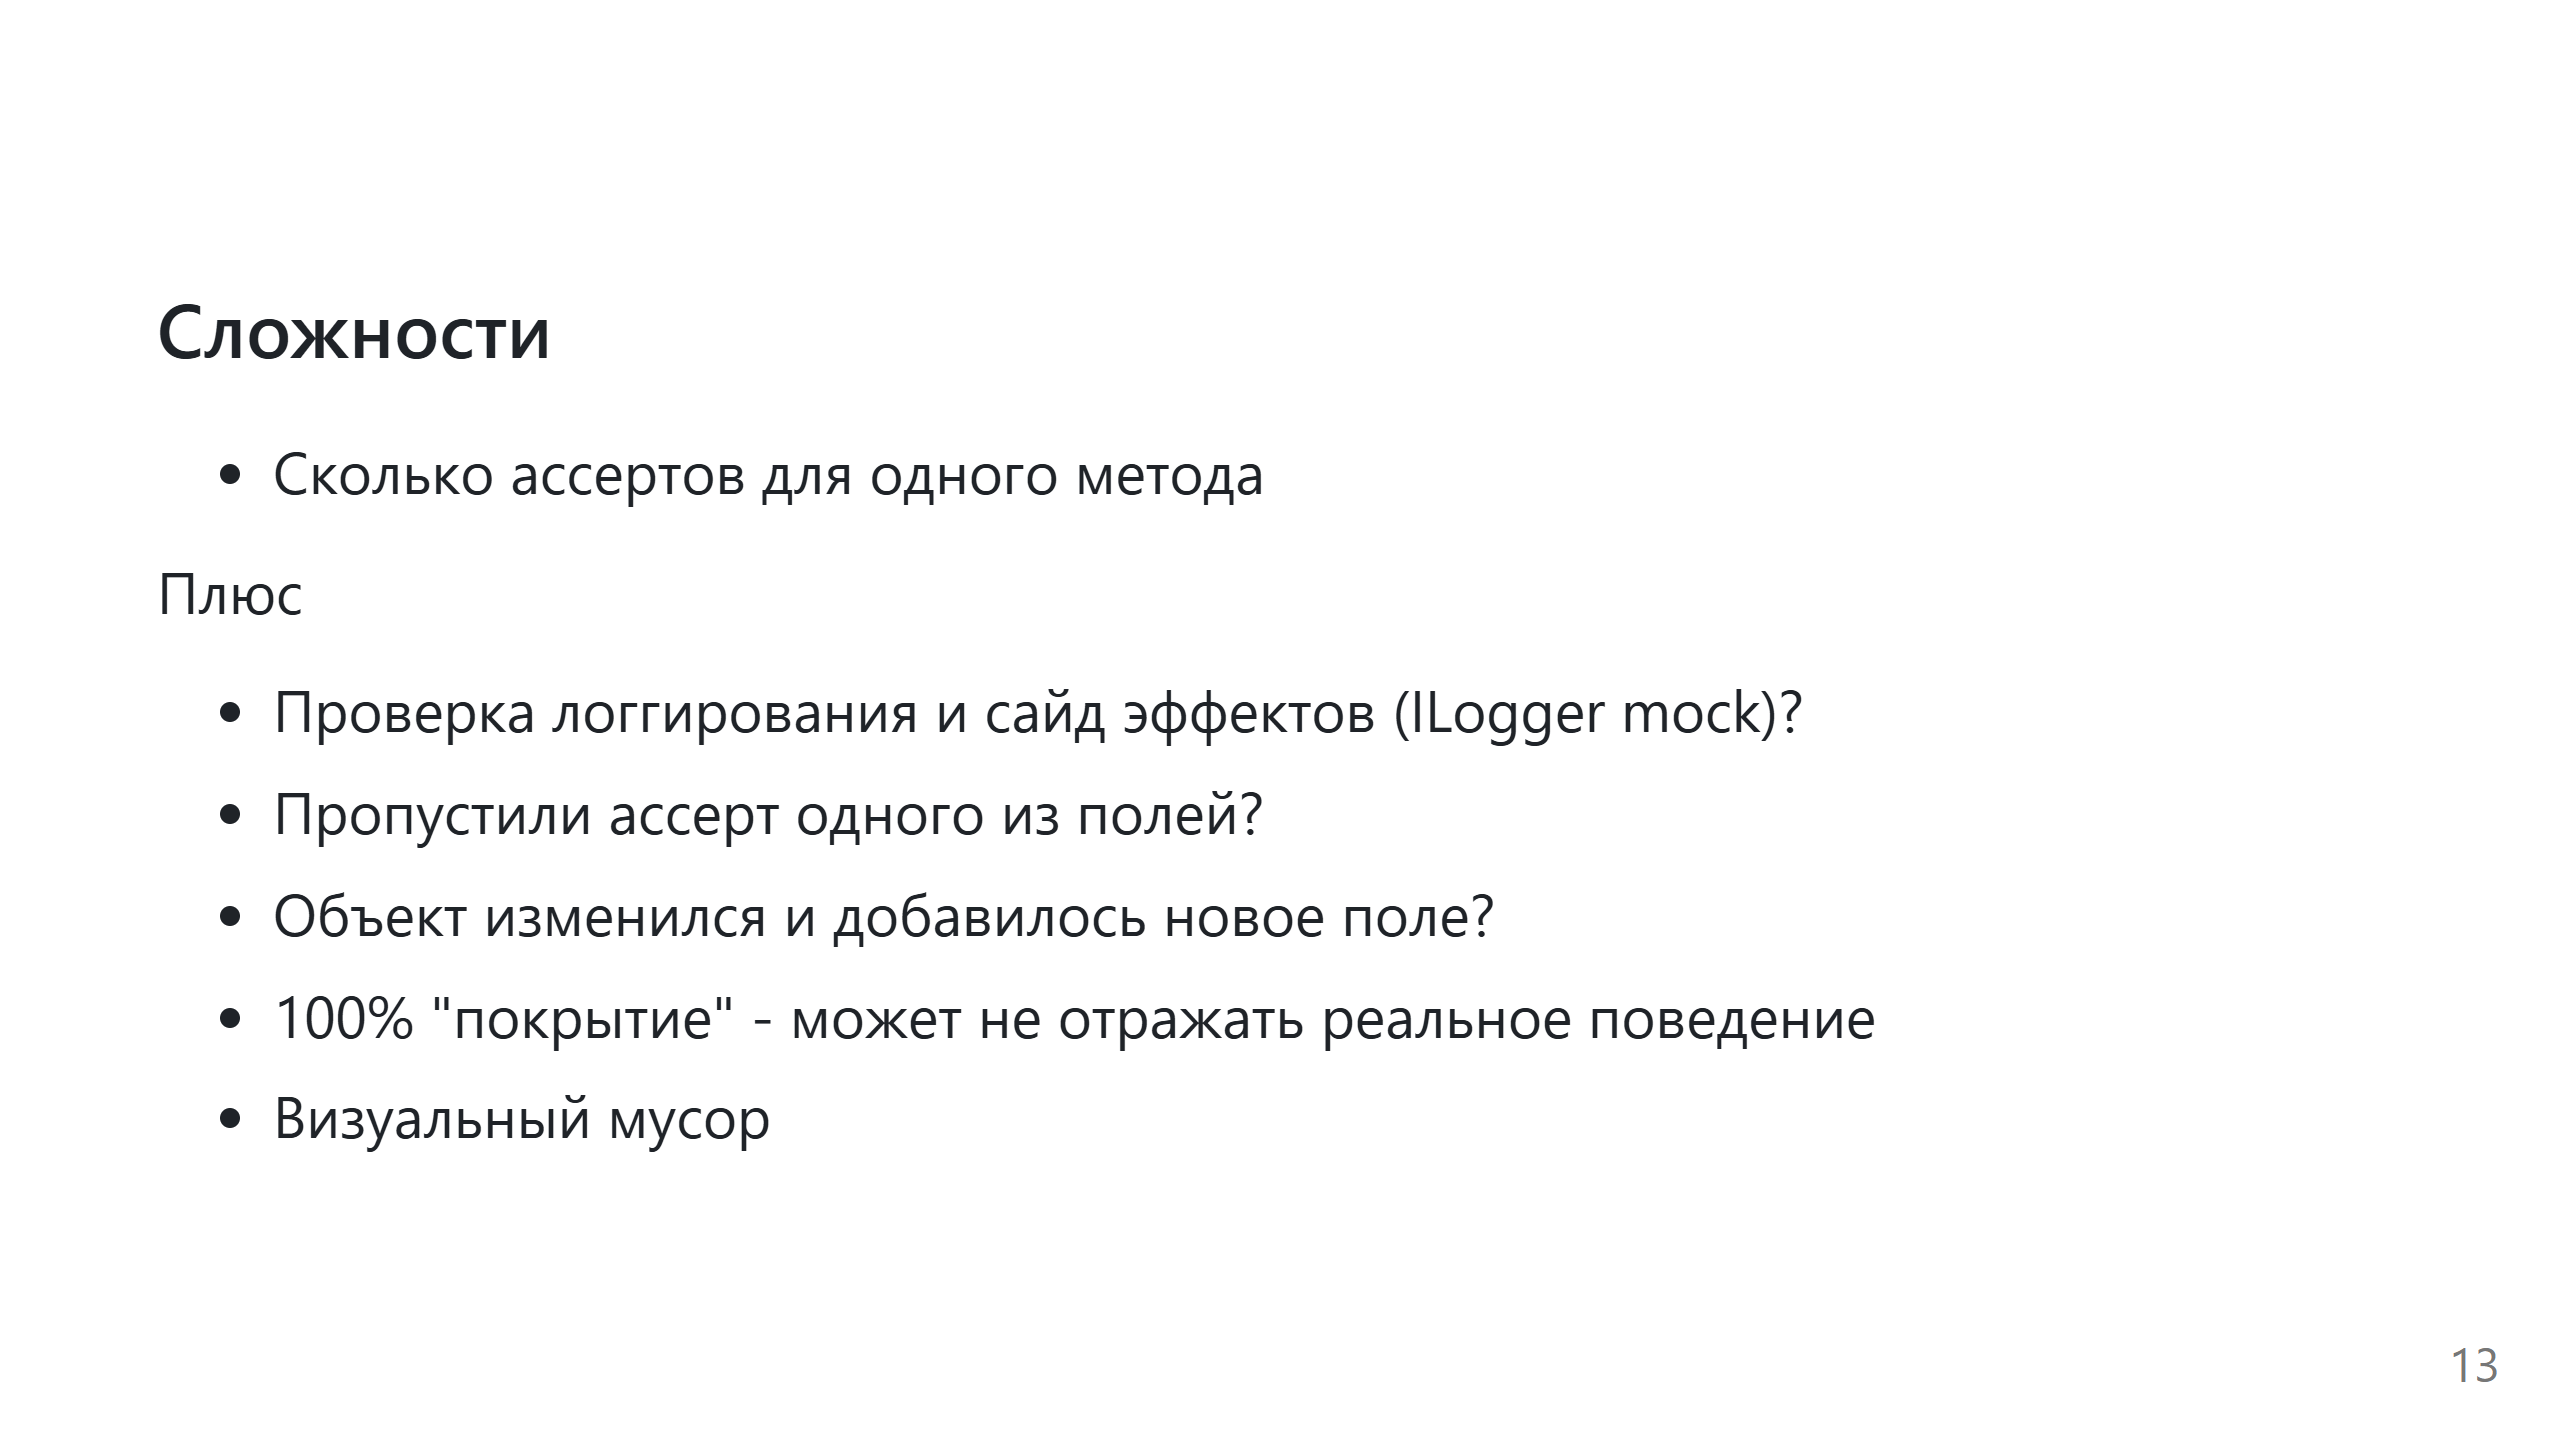 Сложности
• Сколько ассертов для одного метода
Плюс
• Проверка логгирования и сайд эффектов (ILogger mock)?
• Пропустили ассерт одного из полей?
• Объект изменился и добавилось новое поле?
• 100% "покрытие" - может не отражать реальное поведение
• Визуальный мусор
13